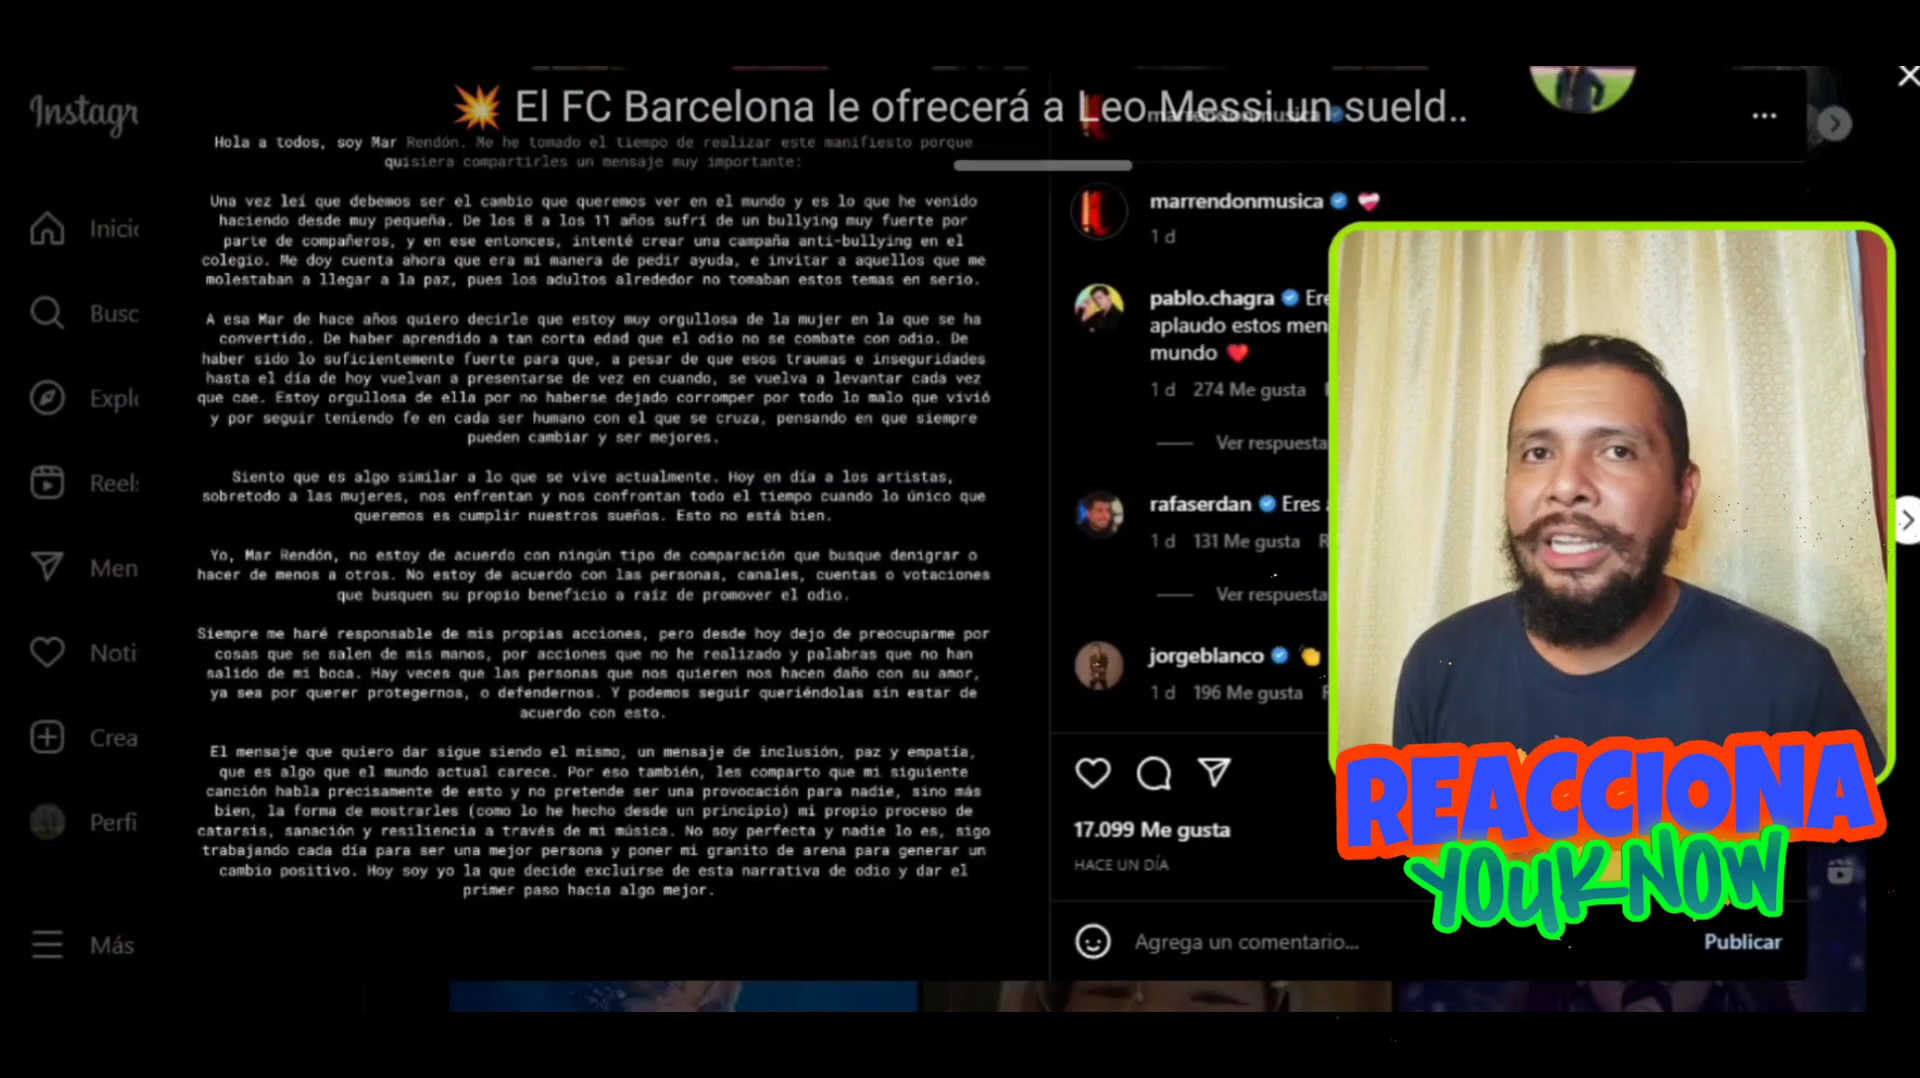 💥 El FC Barcelona le ofrecerá a Leo Messi un sueld..
Instagr
marrendonmusica
Hola a todos, soy Mar Rendón. Me he tomado el tiempo de realizar este manifiesto porque
quisiera compartirles un mensaje muy importante:
Una vez leí que debemos ser el cambio que queremos ver en el mundo y es lo que he venido
haciendo desde muy pequeña. De los 8 a los 11 años sufrí de un bullying muy fuerte por
parte de compañeros, y en ese entonces, intenté crear una campaña anti-bullying en el
colegio. Me doy cuenta ahora que era mi manera de pedir ayuda, e invitar a aquellos que me
molestaban a llegar a la paz, pues los adultos alrededor no tomaban estos temas en serio.
A esa Mar de hace años quiero decirle que estoy muy orgullosa de la mujer en la que se ha
convertido. De haber aprendido a tan corta edad que el odio no se combate con odio. De
haber sido lo suficientemente fuerte para que, a pesar de que esos traumas e inseguridades
hasta el día de hoy vuelvan a presentarse de vez en cuando, se vuelva a levantar cada vez
que cae. Estoy orgullosa de ella por no haberse dejado corromper por todo lo malo que vivió
y por seguir teniendo fe en cada ser humano con el que se cruza, pensando en que siempre
pueden cambiar y ser mejores.
Siento que es algo similar a lo que se vive actualmente. Hoy en día a los artistas,
sobretodo a las mujeres, nos enfrentan y nos confrontan todo el tiempo cuando lo único que
queremos es cumplir nuestros sueños. Esto no está bien.
Yo, Mar Rendón, no estoy de acuerdo con ningún tipo de comparación que busque denigrar o
hacer de menos a otros. No estoy de acuerdo con las personas, canales, cuentas o votaciones
que busquen su propio beneficio a raíz de promover el odio.
Siempre me haré responsable de mis propias acciones, pero desde hoy dejo de preocuparme por
cosas que se salen de mis manos, por acciones que no he realizado y palabras que no han
salido de mi boca. Hay veces que las personas que nos quieren nos hacen daño con su amor,
ya sea por querer protegernos, o defendernos. Y podemos seguir queriéndolas sin estar de
acuerdo con esto.
El mensaje que quiero dar sigue siendo el mismo, un mensaje de inclusión, paz y empatía,
que es algo que el mundo actual carece. Por eso también, les comparto que mi siguiente
canción habla precisamente de esto y no pretende ser una provocación para nadie, sino más
bien, la forma de mostrarles (como lo he hecho desde un principio) mi propio proceso de
catarsis, sanación y resiliencia a través de mi música. No soy perfecta y nadie lo es, sigo
trabajando cada día para ser una mejor persona y poner mi granito de arena para generar un
cambio positivo. Hoy soy yo la que decide excluirse de esta narrativa de odio y dar el
primer paso hacia algo mejor.
Inicio
Busc
Explo
Reels
Men
Noti
Crea
Perfi
Más
marrendonmusica
1 d
pablo.chagra Ere
aplaudo estos men
mundo ❤️
1 d 274 Me gusta
Ver respuesta
rafaserdan Eres
1 d 131 Me gusta R
Ver respuesta
jorgeblanco 👏
1 d 196 Me gusta
17.099 Me gusta
HACE UN DÍA
Agrega un comentario...
Publicar
REACCIONA
YOUKNOW